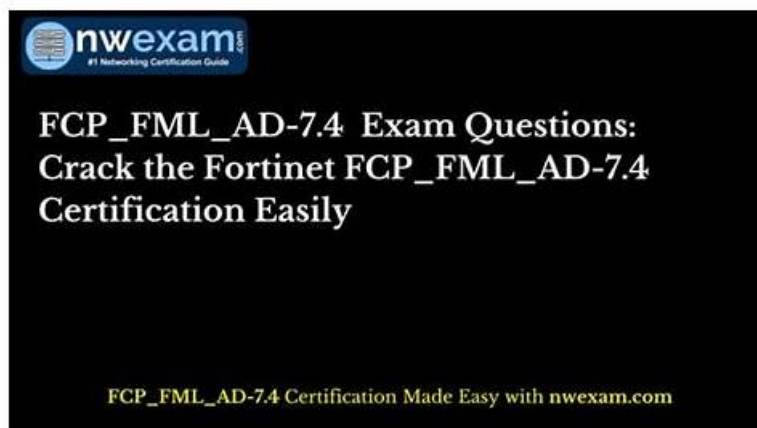 nwexam.com
#1 Networking Certification Guide
FCP_FML_AD-7.4 Exam Questions:
Crack the Fortinet FCP_FML_AD-7.4
Certification Easily
FCP_FML_AD-7.4 Certification Made Easy with nwexam.com